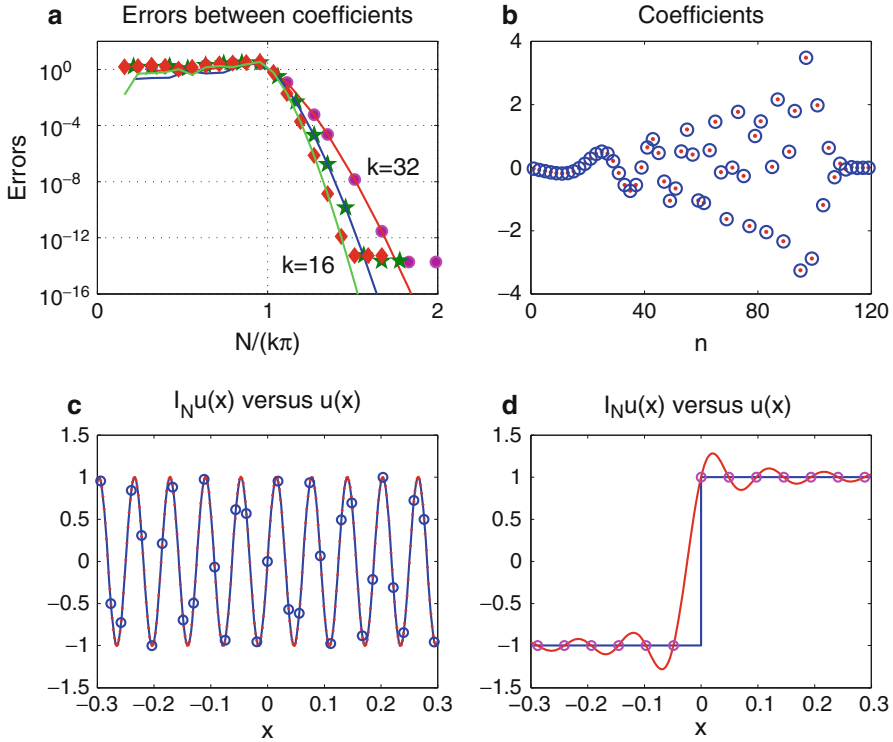 a Errors between coefficients
10^0
10^−4
10^−8
10^−12
10^−16
Errors
k=32
k=16
0 1 2
N/(kπ)
b Coefficients
4
2
0
−2
−4
0 40 80 120
n
c I_N u(x) versus u(x)
1.5
1
0.5
0
−0.5
−1
−1.5
−0.3 −0.2 −0.1 0 0.1 0.2 0.3
x
d I_N u(x) versus u(x)
1.5
1
0.5
0
−0.5
−1
−1.5
−0.3 −0.2 −0.1 0 0.1 0.2 0.3
x